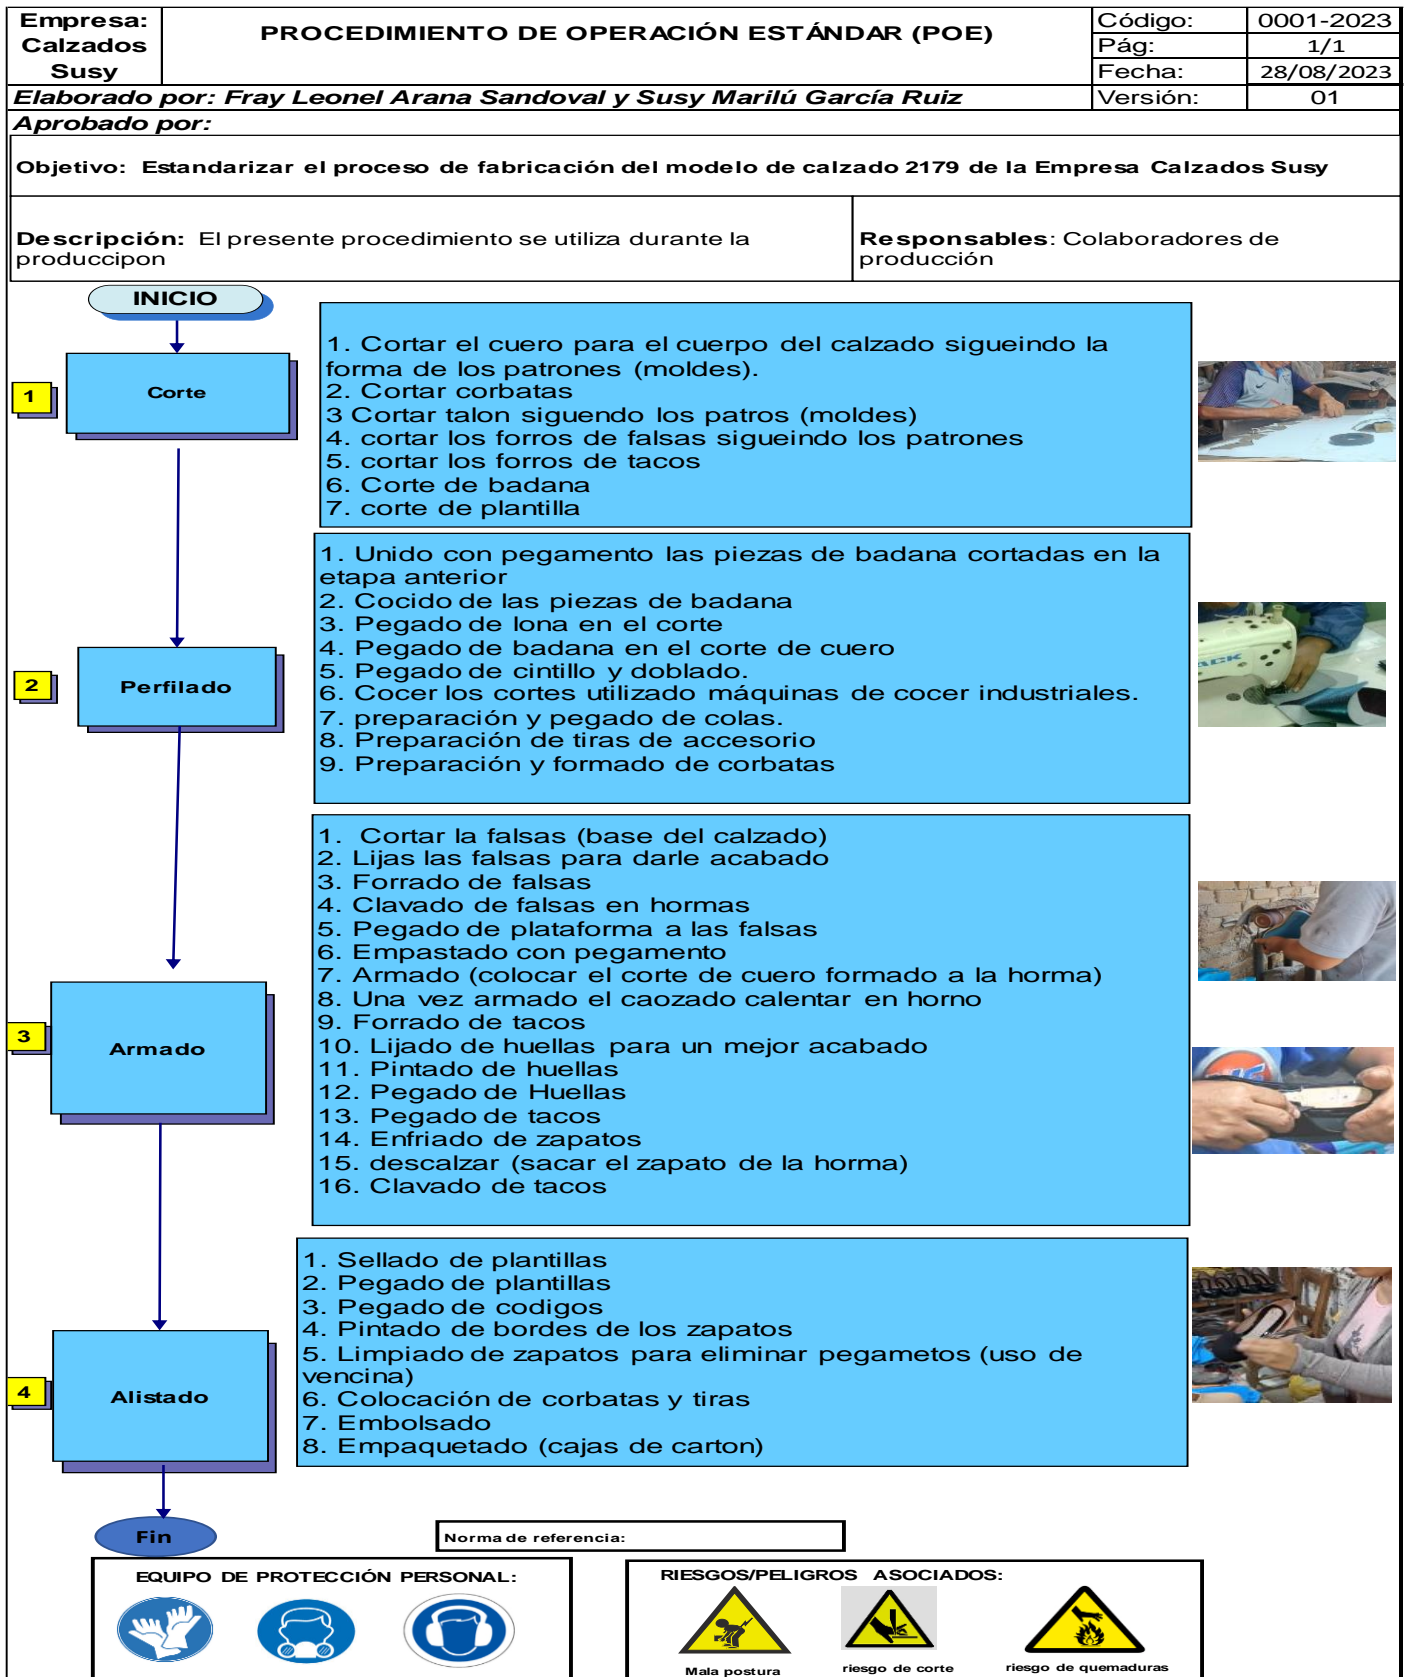 Empresa:
Calzados
Susy
PROCEDIMIENTO DE OPERACIÓN ESTÁNDAR (POE)
Código: 0001-2023
Pág: 1/1
Fecha: 28/08/2023
Elaborado por: Fray Leonel Arana Sandoval y Susy Marilú García Ruiz
Versión: 01
Aprobado por:
Objetivo: Estandarizar el proceso de fabricación del modelo de calzado 2179 de la Empresa Calzados Susy
Descripción: El presente procedimiento se utiliza durante la
produccipon
Responsables: Colaboradores de
producción
INICIO
1
Corte
1. Cortar el cuero para el cuerpo del calzado sigueindo la
forma de los patrones (moldes).
2. Cortar corbatas
3 Cortar talon siguendo los patros (moldes)
4. cortar los forros de falsas sigueindo los patrones
5. cortar los forros de tacos
6. Corte de badana
7. corte de plantilla
2
Perfilado
1. Unido con pegamento las piezas de badana cortadas en la
etapa anterior
2. Cocido de las piezas de badana
3. Pegado de lona en el corte
4. Pegado de badana en el corte de cuero
5. Pegado de cintillo y doblado.
6. Cocer los cortes utilizado máquinas de cocer industriales.
7. preparación y pegado de colas.
8. Preparación de tiras de accesorio
9. Preparación y formado de corbatas
ACK
3
Armado
1. Cortar la falsas (base del calzado)
2. Lijas las falsas para darle acabado
3. Forrado de falsas
4. Clavado de falsas en hormas
5. Pegado de plataforma a las falsas
6. Empastado con pegamento
7. Armado (colocar el corte de cuero formado a la horma)
8. Una vez armado el caozado calentar en horno
9. Forrado de tacos
10. Lijado de huellas para un mejor acabado
11. Pintado de huellas
12. Pegado de Huellas
13. Pegado de tacos
14. Enfriado de zapatos
15. descalzar (sacar el zapato de la horma)
16. Clavado de tacos
4
Alistado
1. Sellado de plantillas
2. Pegado de plantillas
3. Pegado de codigos
4. Pintado de bordes de los zapatos
5. Limpiado de zapatos para eliminar pegametos (uso de
vencina)
6. Colocación de corbatas y tiras
7. Embolsado
8. Empaquetado (cajas de carton)
Fin
Norma de referencia:
EQUIPO DE PROTECCIÓN PERSONAL:
RIESGOS/PELIGROS ASOCIADOS:
Mala postura
riesgo de corte
riesgo de quemaduras